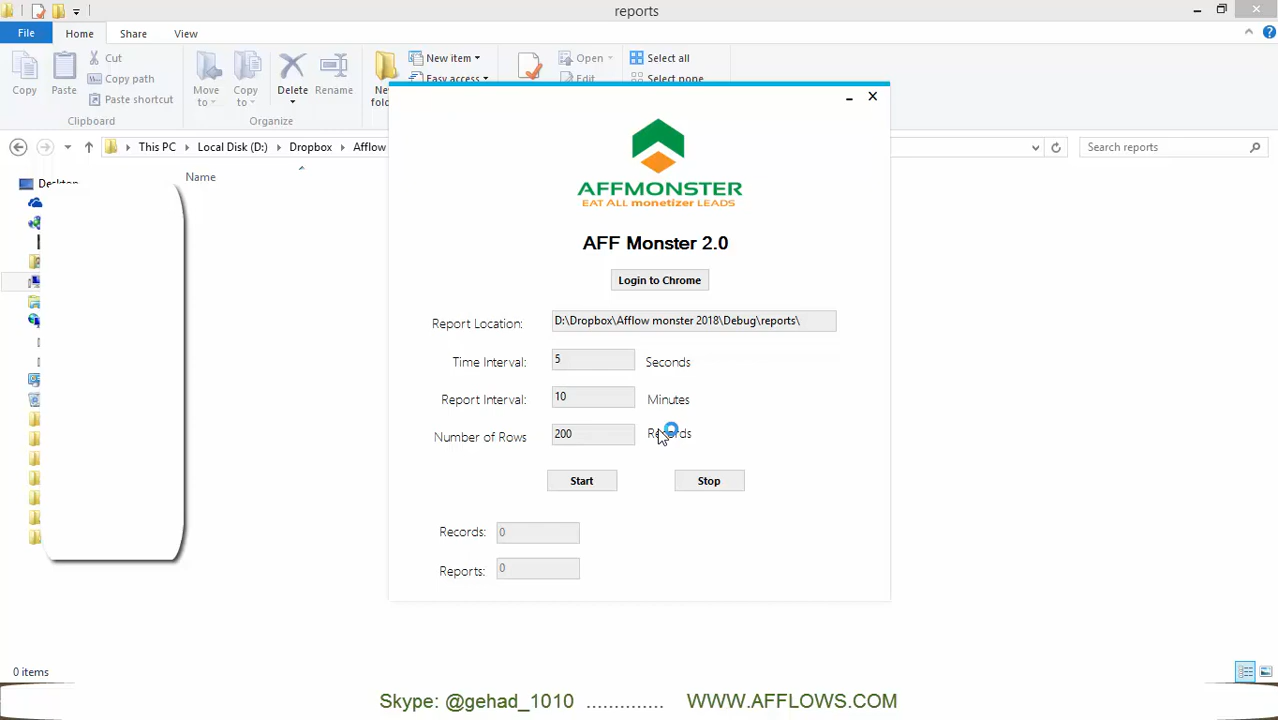 reports
File Home Share View
Copy
Paste
Cut
Copy path
Paste shortcut
Clipboard
Move to
Copy to
Delete
Rename
Organize
New
New item
Easy access
Open
Edit
Select all
Select none
This PC Local Disk (D:) Dropbox Afflow
Search reports
Name
Desktop
AFFMONSTER
EAT ALL monetizer LEADS
AFF Monster 2.0
Login to Chrome
Report Location: D:\Dropbox\Afflow monster 2018\Debug\reports\
Time Interval: 5 Seconds
Report Interval: 10 Minutes
Number of Rows 200 Records
Start Stop
Records: 0
Reports: 0
0 items
Skype: @gehad_1010 .............. WWW.AFFLOWS.COM